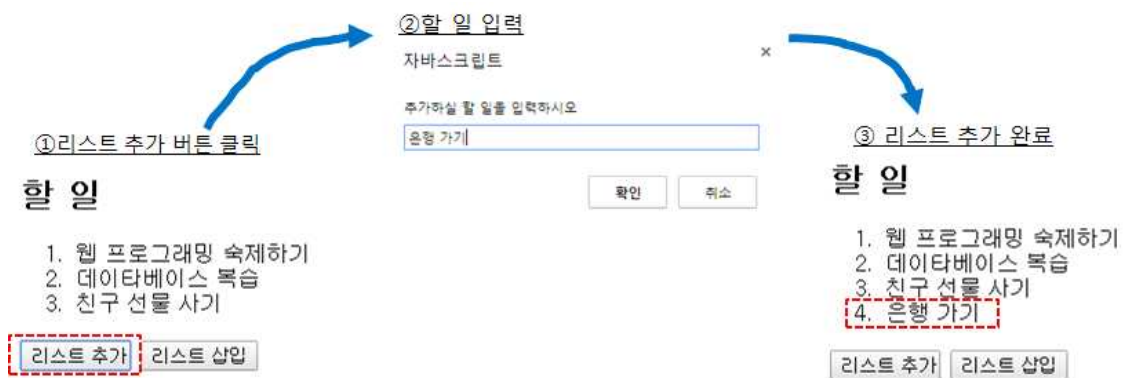 ①리스트 추가 버튼 클릭
할 일
1. 웹 프로그래밍 숙제하기
2. 데이타베이스 복습
3. 친구 선물 사기
리스트 추가 리스트 삽입
②할 일 입력
자바스크립트 ×
추가하실 할 일을 입력하시오
은행 가기
확인 취소
③ 리스트 추가 완료
할 일
1. 웹 프로그래밍 숙제하기
2. 데이타베이스 복습
3. 친구 선물 사기
4. 은행 가기
리스트 추가 리스트 삽입